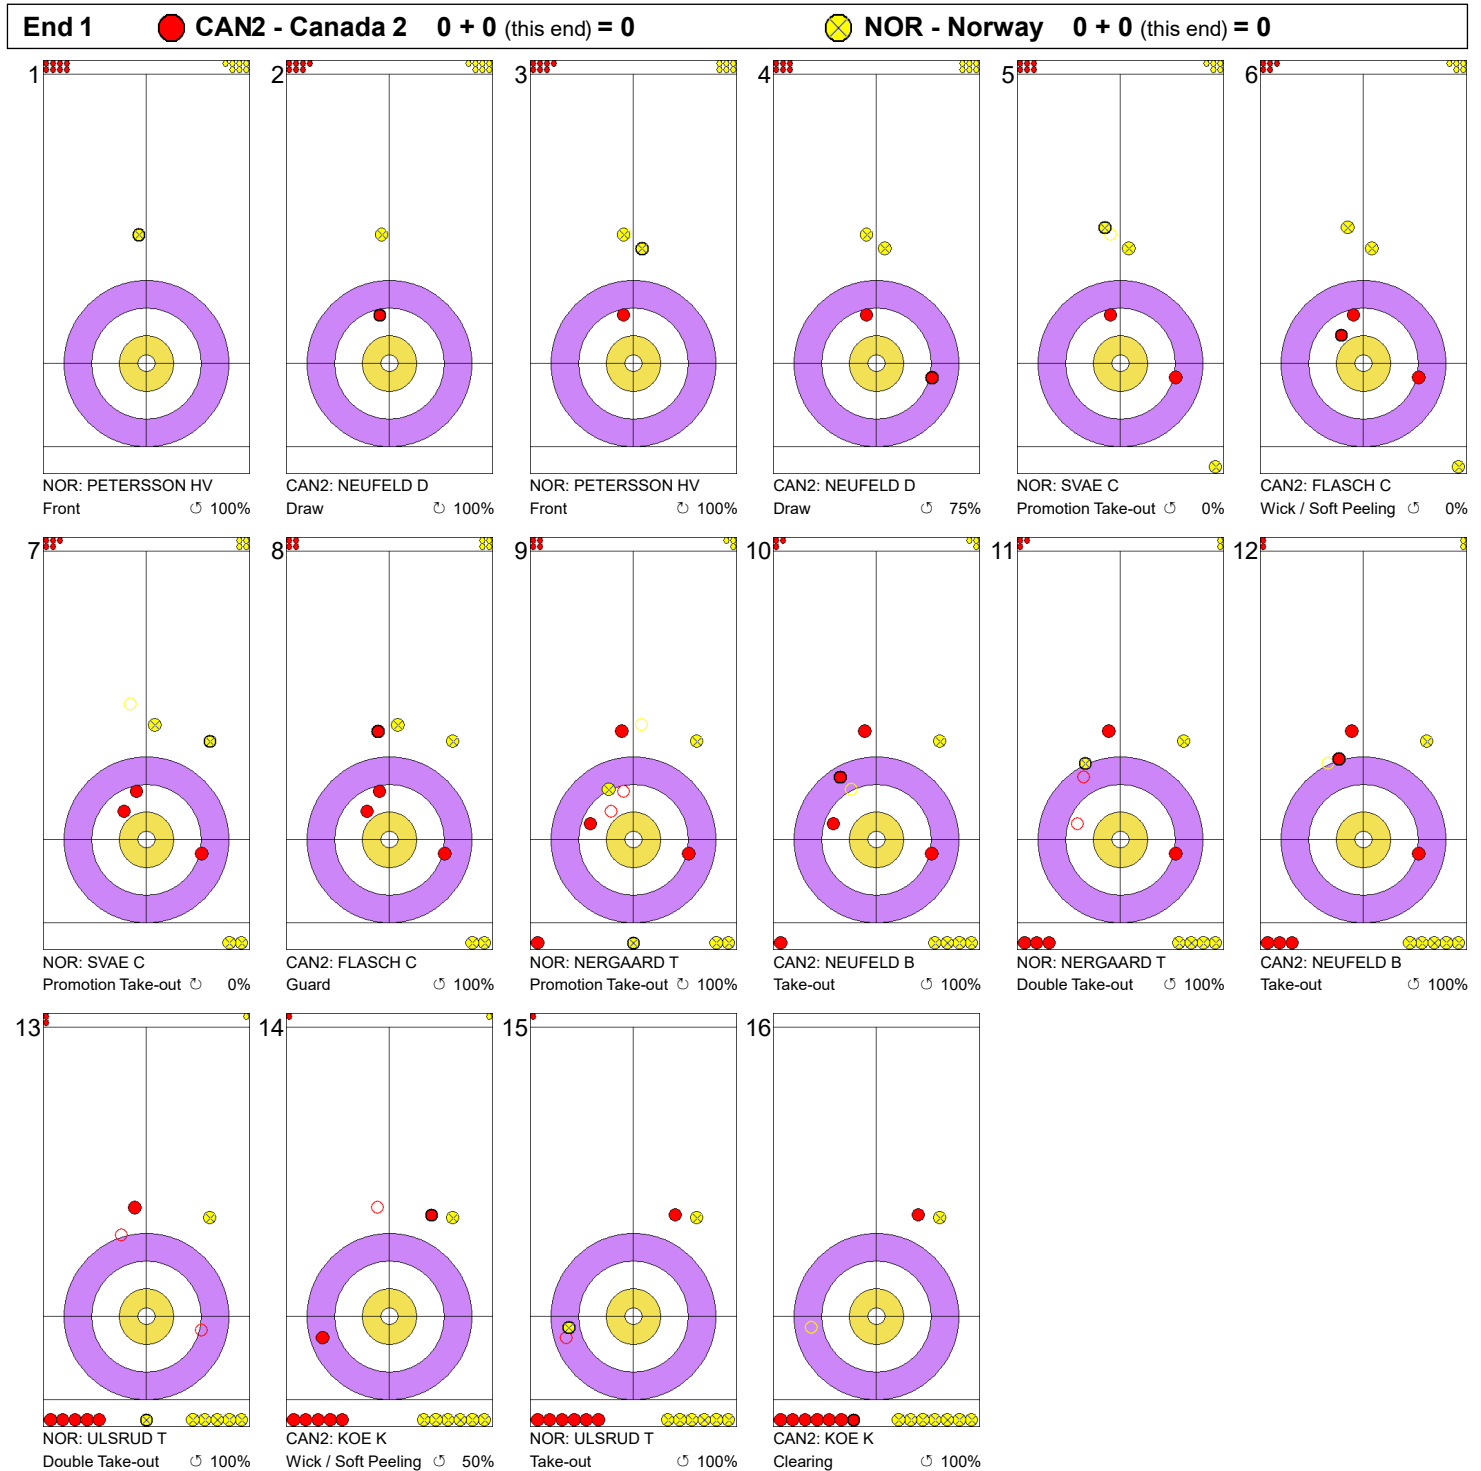 End 1 CAN2 - Canada 2 0 + 0 (this end) = 0 NOR - Norway 0 + 0 (this end) = 0
1 2 3 4 5 6
NOR: PETERSSON HV CAN2: NEUFELD D NOR: PETERSSON HV CAN2: NEUFELD D NOR: SVAE C CAN2: FLASCH C
Front ↺ 100% Draw ↻ 100% Front ↻ 100% Draw ↺ 75% Promotion Take-out ↺ 0% Wick / Soft Peeling ↺ 0%
7 8 9 10 11 12
NOR: SVAE C CAN2: FLASCH C NOR: NERGAARD T CAN2: NEUFELD B NOR: NERGAARD T CAN2: NEUFELD B
Promotion Take-out ↻ 0% Guard ↺ 100% Promotion Take-out ↻ 100% Take-out ↺ 100% Double Take-out ↺ 100% Take-out ↺ 100%
13 14 15 16
NOR: ULSRUD T CAN2: KOE K NOR: ULSRUD T CAN2: KOE K
Double Take-out ↺ 100% Wick / Soft Peeling ↺ 50% Take-out ↺ 100% Clearing ↺ 100%